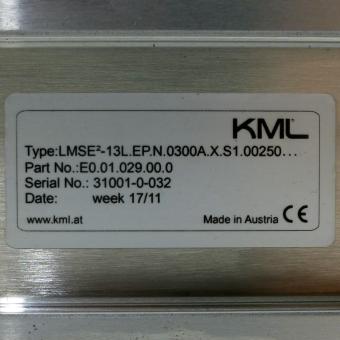 KML
Type:LMSE²-13L.EP.N.0300A.X.S1.00250...
Part No.:E0.01.029.00.0
Serial No.: 31001-0-032
Date: week 17/11
www.kml.at Made in Austria CE